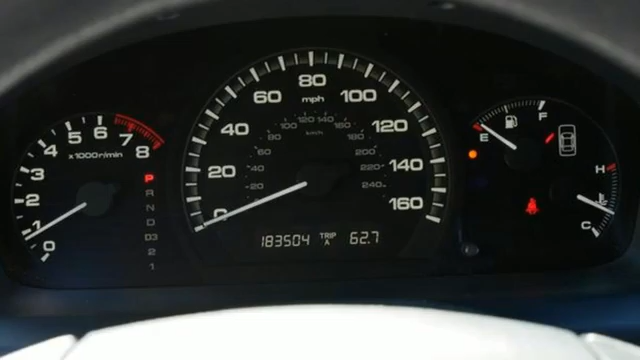 1 2 3 4 5 6 7 8
x1000r/min
0
P
R
N
D
D3
2
1
0 20 40 60 80 100 120 140 160
mph
20 40 60 80 100 120 140 160 180 200 220 240
km/h
183504 TRIP A 62.7
E F
H
C